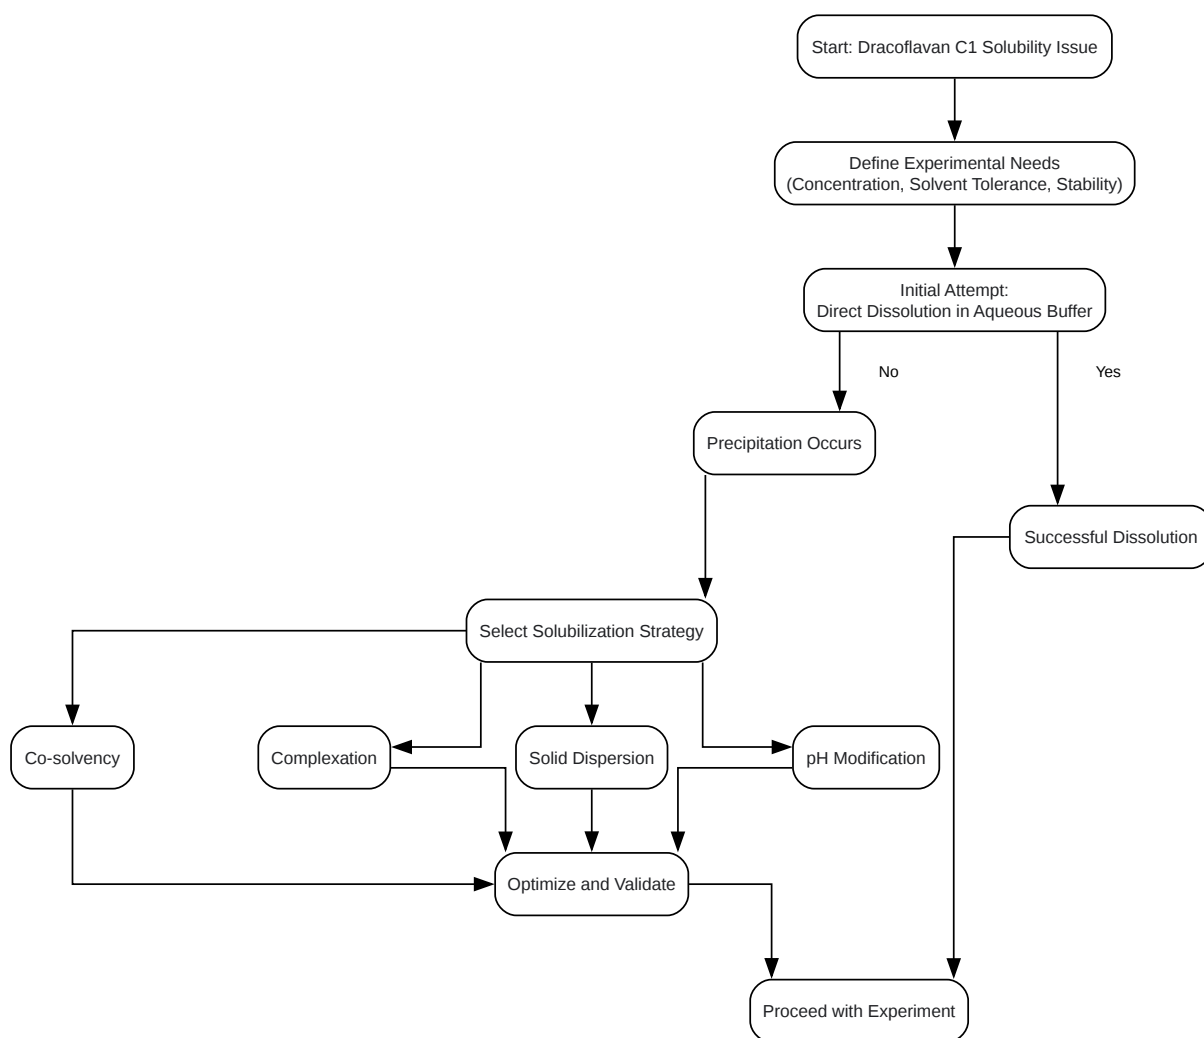 Start: Dracoflavan C1 Solubility Issue
Define Experimental Needs
(Concentration, Solvent Tolerance, Stability)
Initial Attempt:
Direct Dissolution in Aqueous Buffer
No
Yes
Precipitation Occurs
Successful Dissolution
Select Solubilization Strategy
Co-solvency
Complexation
Solid Dispersion
pH Modification
Optimize and Validate
Proceed with Experiment